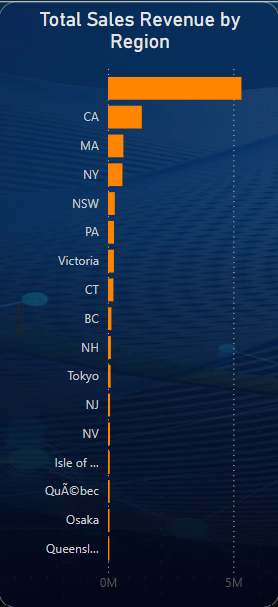 Total Sales Revenue by
Region
CA
MA
NY
NSW
PA
Victoria
CT
BC
NH
Tokyo
NJ
NV
Isle of ...
QuÃ©bec
Osaka
Queensl...
0M 5M